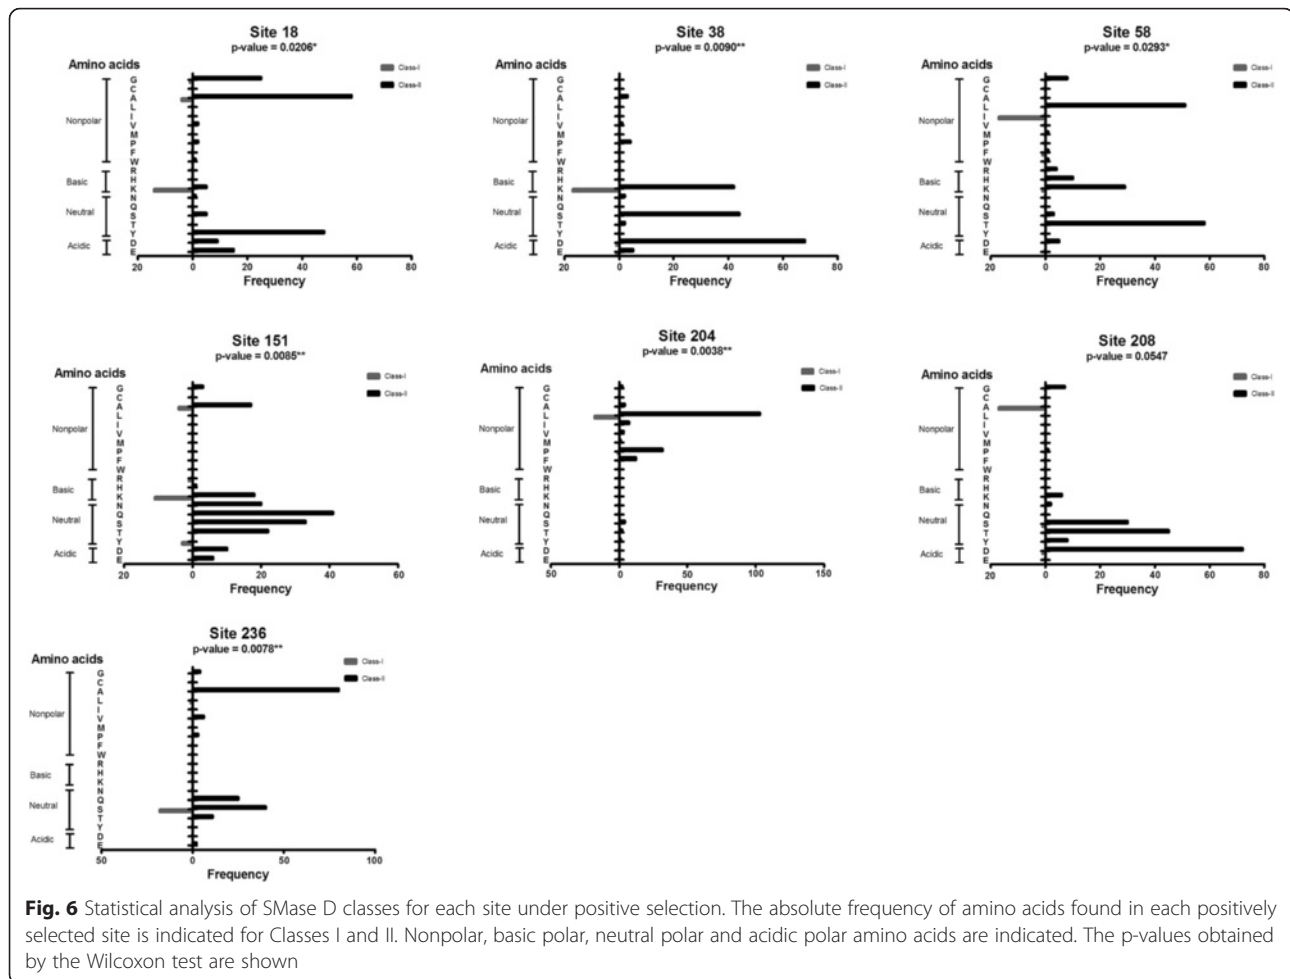 Site 18
p-value = 0.0206*
Amino acids
Class-I
Class-II
G
C
A
L
I
V
M
P
F
W
R
H
K
N
Q
S
T
Y
D
E
Nonpolar
Basic
Neutral
Acidic
20 0 20 40 60 80
Frequency
Site 38
p-value = 0.0090**
Amino acids
Class-I
Class-II
G
C
A
L
I
V
M
P
F
W
R
H
K
N
Q
S
T
Y
D
E
Nonpolar
Basic
Neutral
Acidic
20 0 20 40 60 80
Frequency
Site 58
p-value = 0.0293*
Amino acids
Class-I
Class-II
G
C
A
L
I
V
M
P
F
W
R
H
K
N
Q
S
T
Y
D
E
Nonpolar
Basic
Neutral
Acidic
20 0 20 40 60 80
Frequency
Site 151
p-value = 0.0085**
Amino acids
Class-I
Class-II
G
C
A
L
I
V
M
P
F
W
R
H
K
N
Q
S
T
Y
D
E
Nonpolar
Basic
Neutral
Acidic
20 0 20 40 60
Frequency
Site 204
p-value = 0.0038**
Amino acids
Class-I
Class-II
G
C
A
L
I
V
M
P
F
W
R
H
K
N
Q
S
T
Y
D
E
Nonpolar
Basic
Neutral
Acidic
50 0 50 100 150
Frequency
Site 208
p-value = 0.0547
Amino acids
Class-I
Class-II
G
C
A
L
I
V
M
P
F
W
R
H
K
N
Q
S
T
Y
D
E
Nonpolar
Basic
Neutral
Acidic
20 0 20 40 60 80
Frequency
Site 236
p-value = 0.0078**
Amino acids
Class-I
Class-II
G
C
A
L
I
V
M
P
F
W
R
H
K
N
Q
S
T
Y
D
E
Nonpolar
Basic
Neutral
Acidic
50 0 50 100
Frequency
Fig. 6 Statistical analysis of SMase D classes for each site under positive selection. The absolute frequency of amino acids found in each positively
selected site is indicated for Classes I and II. Nonpolar, basic polar, neutral polar and acidic polar amino acids are indicated. The p-values obtained
by the Wilcoxon test are shown